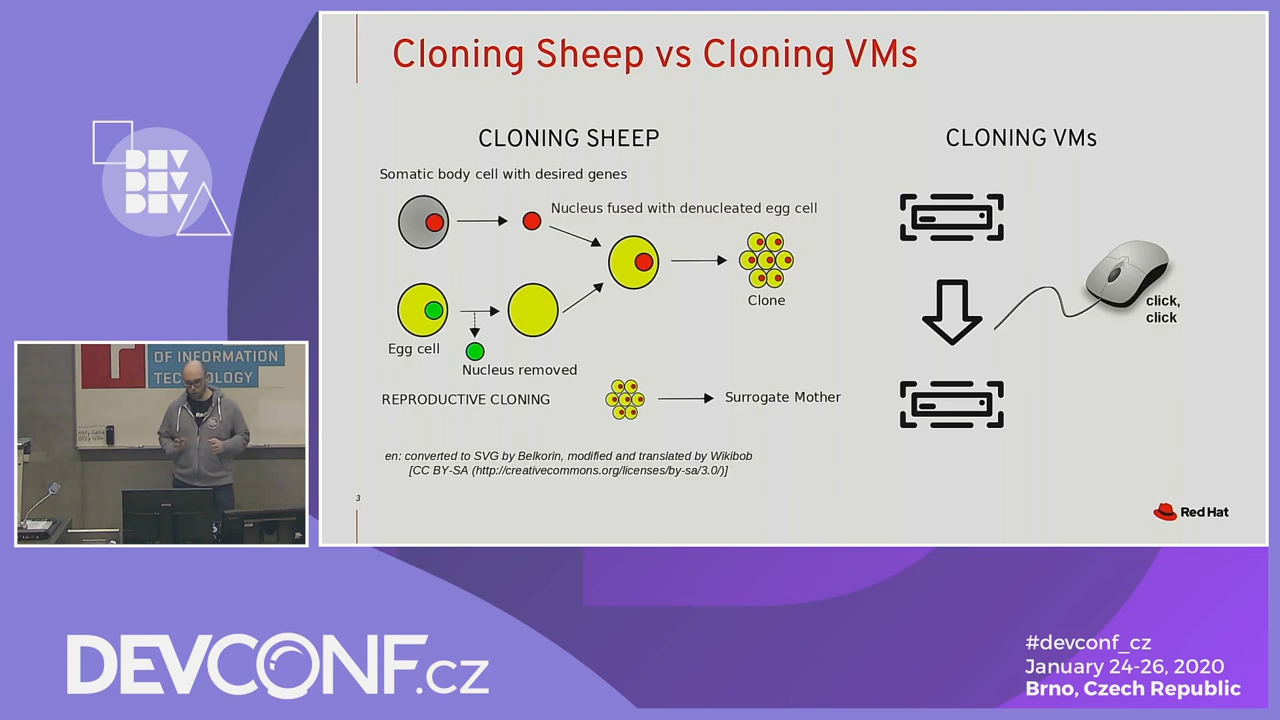 Cloning Sheep vs Cloning VMs
CLONING SHEEP
CLONING VMs
Somatic body cell with desired genes
Nucleus fused with denucleated egg cell
Clone
Egg cell
Nucleus removed
REPRODUCTIVE CLONING
Surrogate Mother
click,
click
en: converted to SVG by Belkorin, modified and translated by Wikibob
[CC BY-SA (http://creativecommons.org/licenses/by-sa/3.0/)]
3
Red Hat
DEV
DEV
DEV
OF INFORMATION
TECHNOLOGY
DEVCONF.cz
#devconf_cz
January 24-26, 2020
Brno, Czech Republic